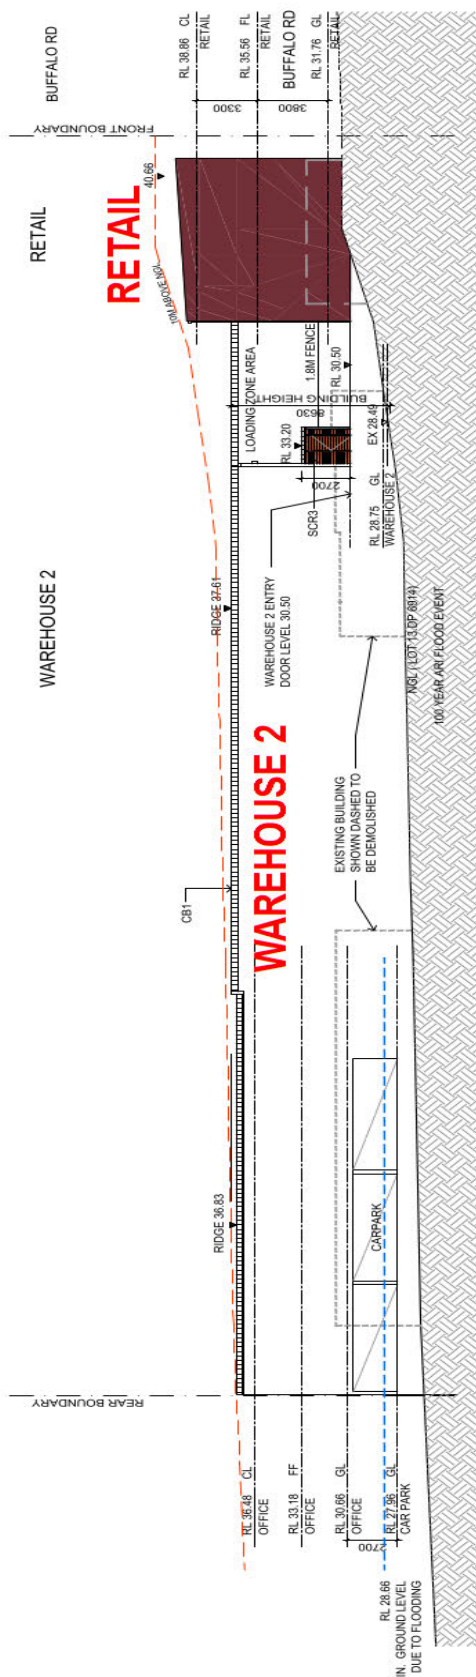 BUFFALO RD
RL 38.86 CL
RETAIL
RL 35.56 FL
RETAIL
BUFFALO RD
RL 31.76 GL
RETAIL
3300
3800
FRONT BOUNDARY
RETAIL
40.66
RETAIL
10M ABOVE NGL
LOADING ZONE AREA
1.8M FENCE
RL 30.50
BUILDING HEIGHT
8630
RL 33.20
2700
SCR3
EX 28.49
RL 28.75 GL
WAREHOUSE 2
WAREHOUSE 2
RIDGE 37.61
WAREHOUSE 2 ENTRY
DOOR LEVEL 30.50
NGL ( LOT 13,DP 6914)
100 YEAR ARI FLOOD EVENT
CB1
WAREHOUSE 2
EXISTING BUILDING
SHOWN DASHED TO
BE DEMOLISHED
RIDGE 36.83
CARPARK
REAR BOUNDARY
RL 36.48 CL
OFFICE
RL 33.18 FF
OFFICE
RL 30.66 GL
OFFICE
RL 27.96 GL
CAR PARK
2700
RL 28.66
IN. GROUND LEVEL
DUE TO FLOODING